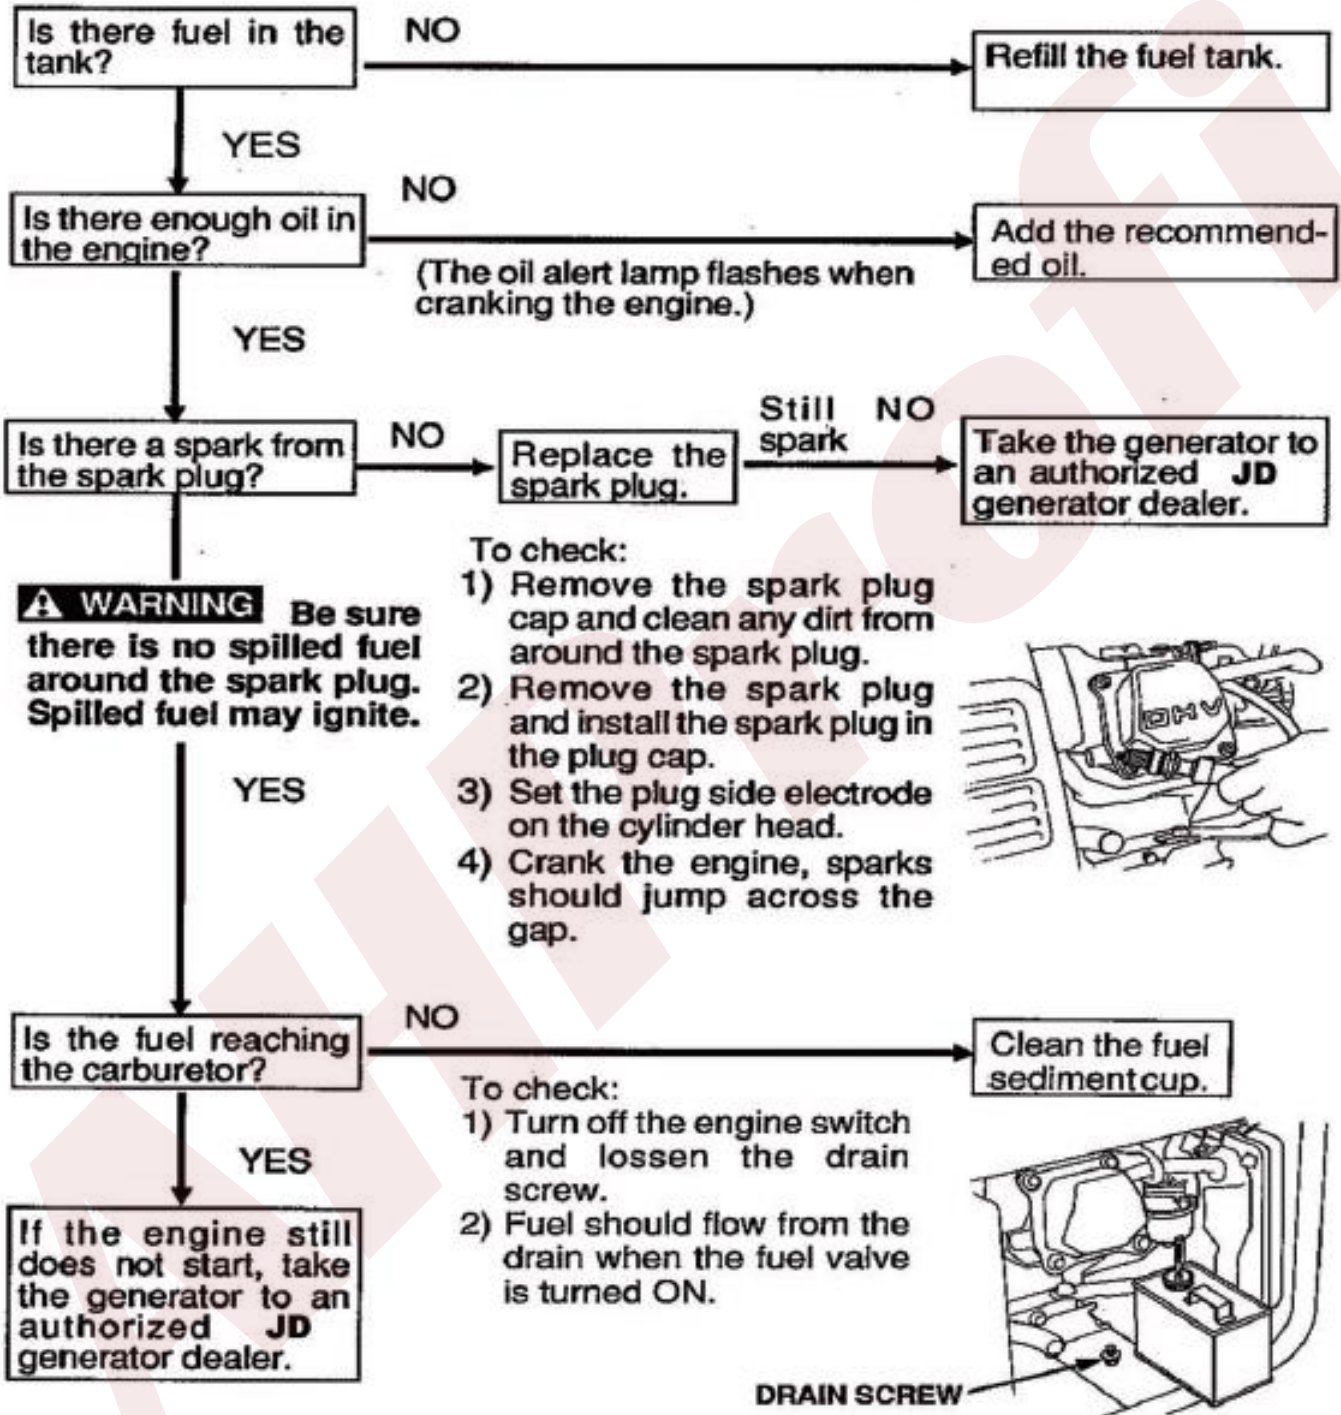 Is there fuel in the
tank?
NO
Refill the fuel tank.
YES
Is there enough oil in
the engine?
NO
(The oil alert lamp flashes when
cranking the engine.)
Add the recommend-
ed oil.
YES
Is there a spark from
the spark plug?
NO
Replace the
spark plug.
Still NO
spark
Take the generator to
an authorized JD
generator dealer.
WARNING Be sure
there is no spilled fuel
around the spark plug.
Spilled fuel may ignite.
To check:
1) Remove the spark plug
cap and clean any dirt from
around the spark plug.
2) Remove the spark plug
and install the spark plug in
the plug cap.
3) Set the plug side electrode
on the cylinder head.
4) Crank the engine, sparks
should jump across the
gap.
OHV
YES
Is the fuel reaching
the carburetor?
NO
Clean the fuel
sediment cup.
To check:
1) Turn off the engine switch
and lossen the drain
screw.
2) Fuel should flow from the
drain when the fuel valve
is turned ON.
YES
If the engine still
does not start, take
the generator to an
authorized JD
generator dealer.
DRAIN SCREW
AHProfi